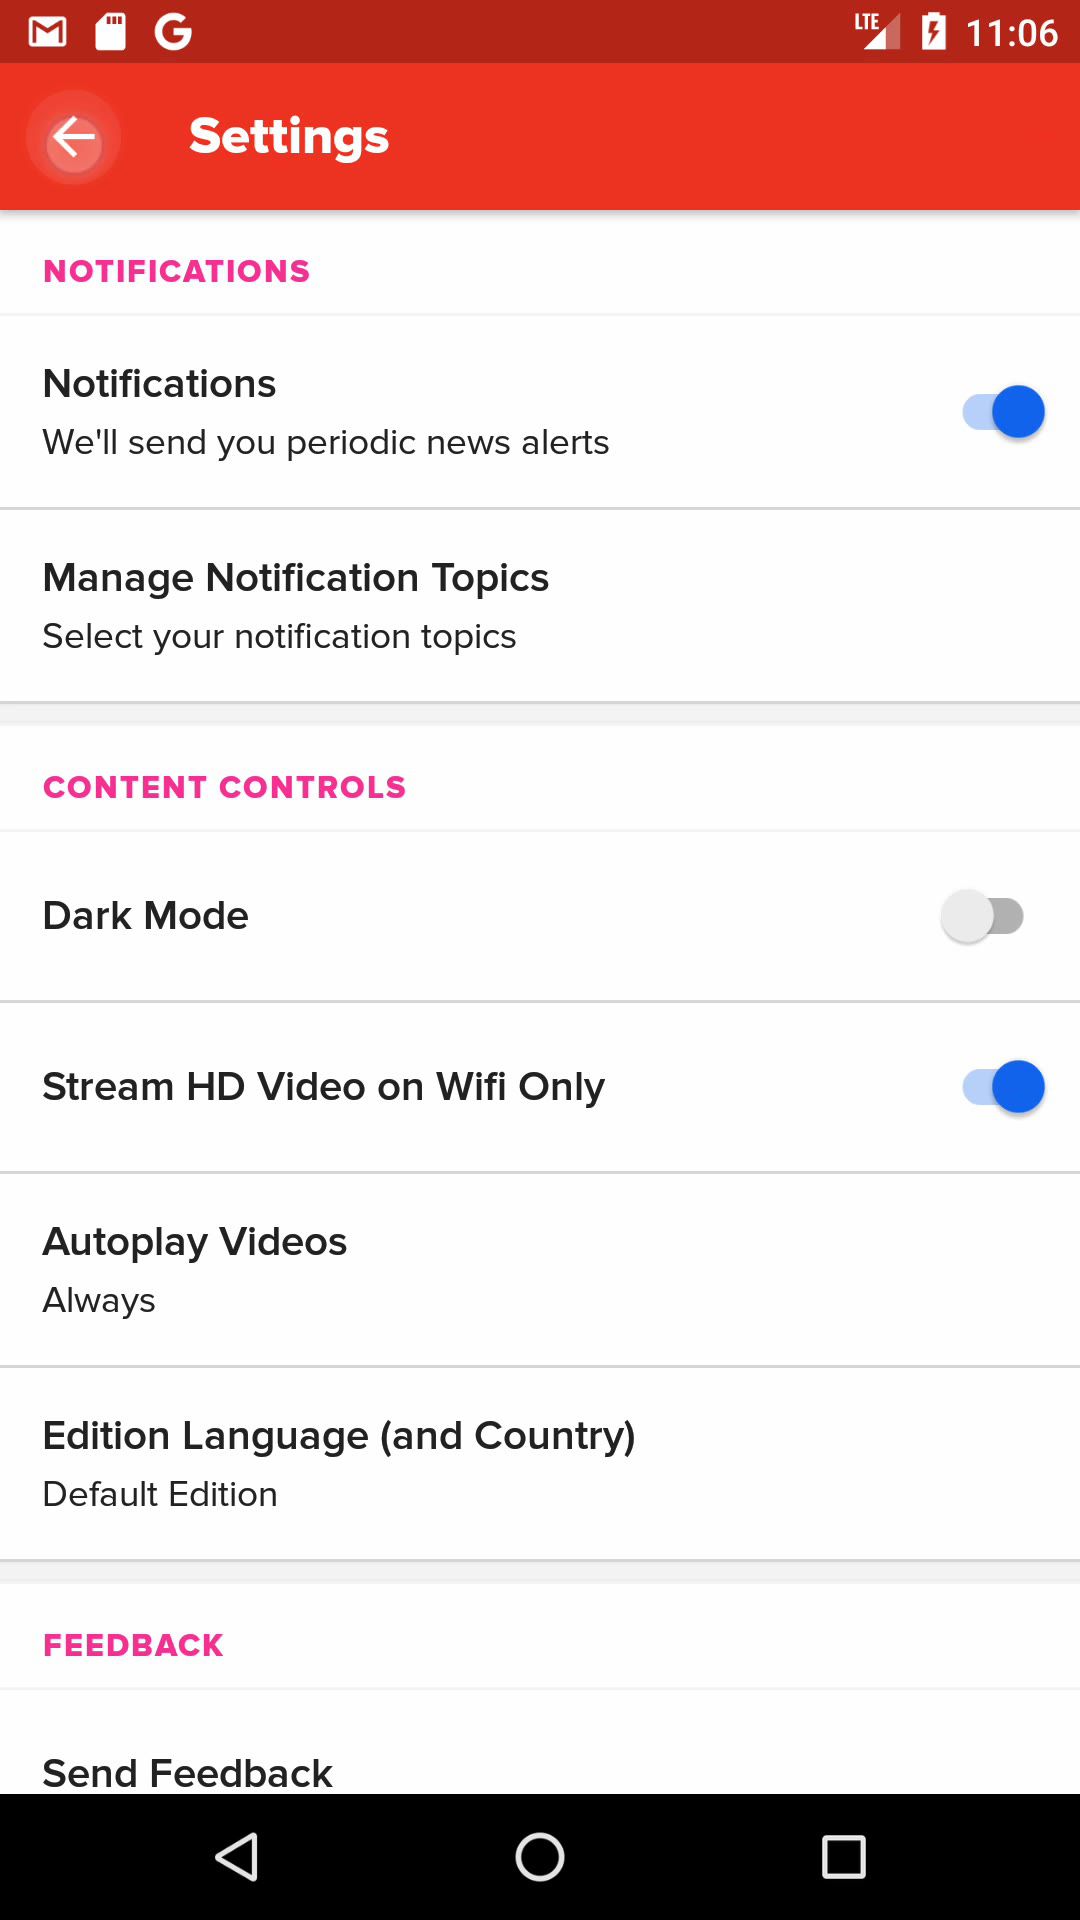 LTE 11:06
Settings
NOTIFICATIONS
Notifications
We'll send you periodic news alerts
Manage Notification Topics
Select your notification topics
CONTENT CONTROLS
Dark Mode
Stream HD Video on Wifi Only
Autoplay Videos
Always
Edition Language (and Country)
Default Edition
FEEDBACK
Send Feedback